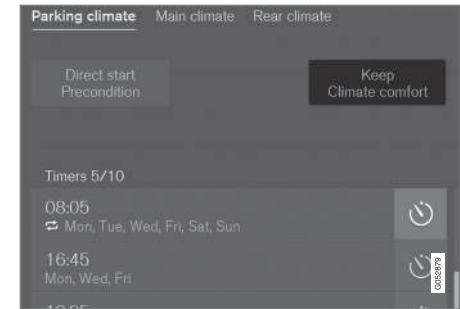 Parking climate Main climate Rear climate
Direct start
Precondition
Keep
Climate comfort
Timers 5/10
08:05
Mon, Tue, Wed, Fri, Sat, Sun
16:45
Mon, Wed, Fri
G052879